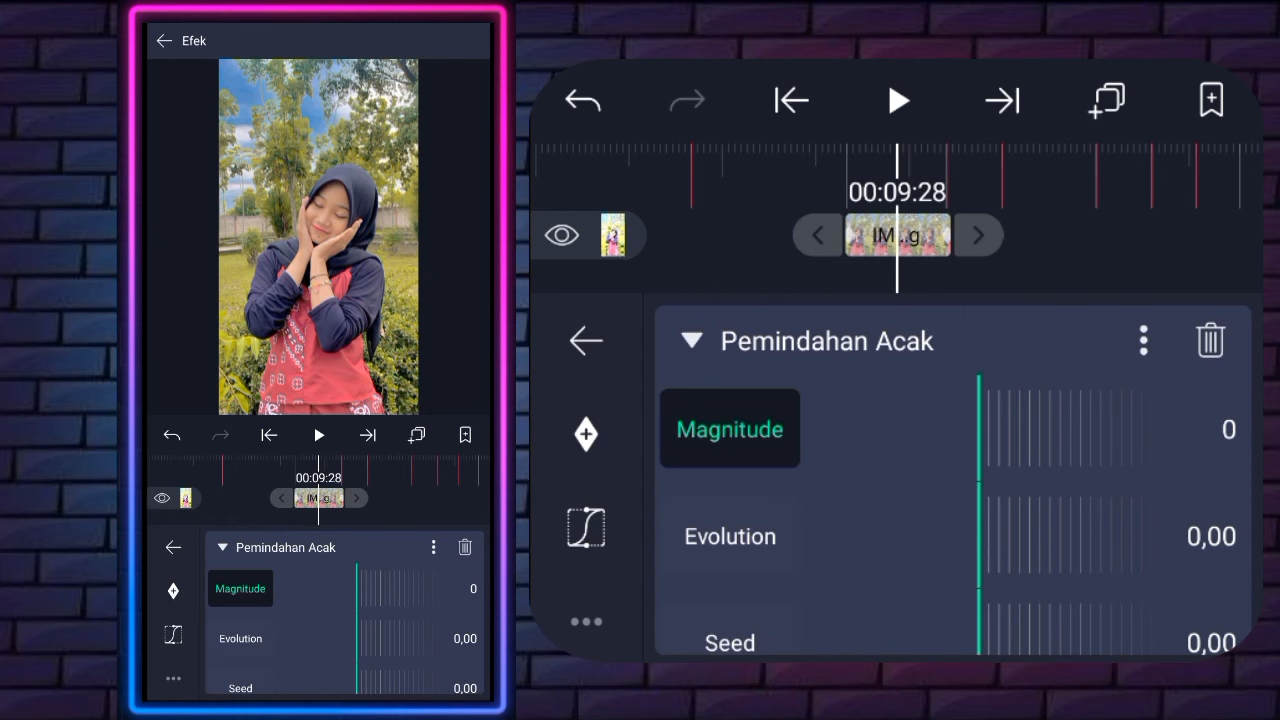 Efek
00:09:28
IM...g
Pemindahan Acak
Magnitude
0
Evolution
0,00
Seed
0,00
00:09:28
IM...g
Pemindahan Acak
Magnitude
0
Evolution
0,00
Seed
0,00